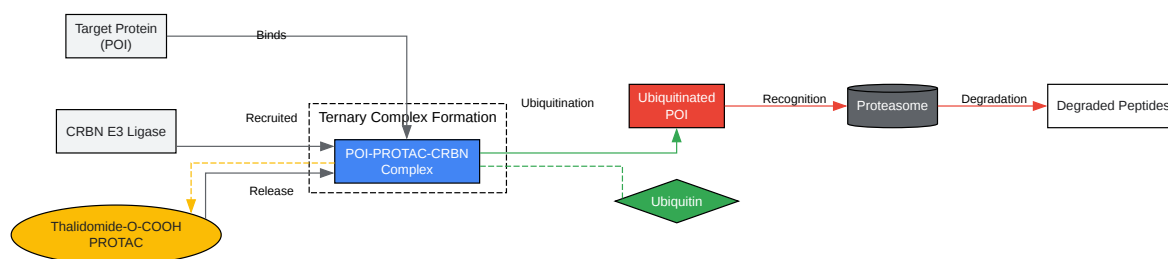 Target Protein
(POI)
Binds
CRBN E3 Ligase
Recruited
Ternary Complex Formation
POI-PROTAC-CRBN
Complex
Release
Thalidomide-O-COOH
PROTAC
Ubiquitination
Ubiquitinated
POI
Ubiquitin
Recognition
Proteasome
Degradation
Degraded Peptides